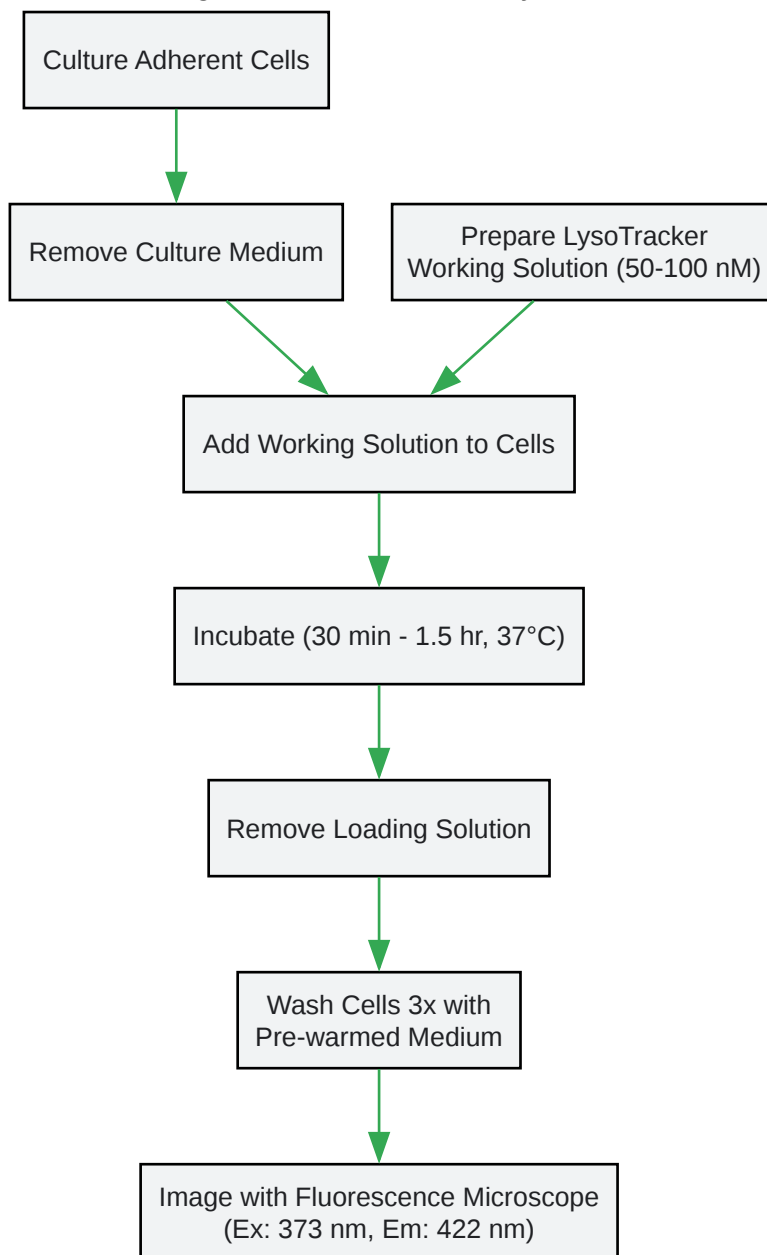 Culture Adherent Cells
Remove Culture Medium
Prepare LysoTracker
Working Solution (50-100 nM)
Add Working Solution to Cells
Incubate (30 min - 1.5 hr, 37°C)
Remove Loading Solution
Wash Cells 3x with
Pre-warmed Medium
Image with Fluorescence Microscope
(Ex: 373 nm, Em: 422 nm)